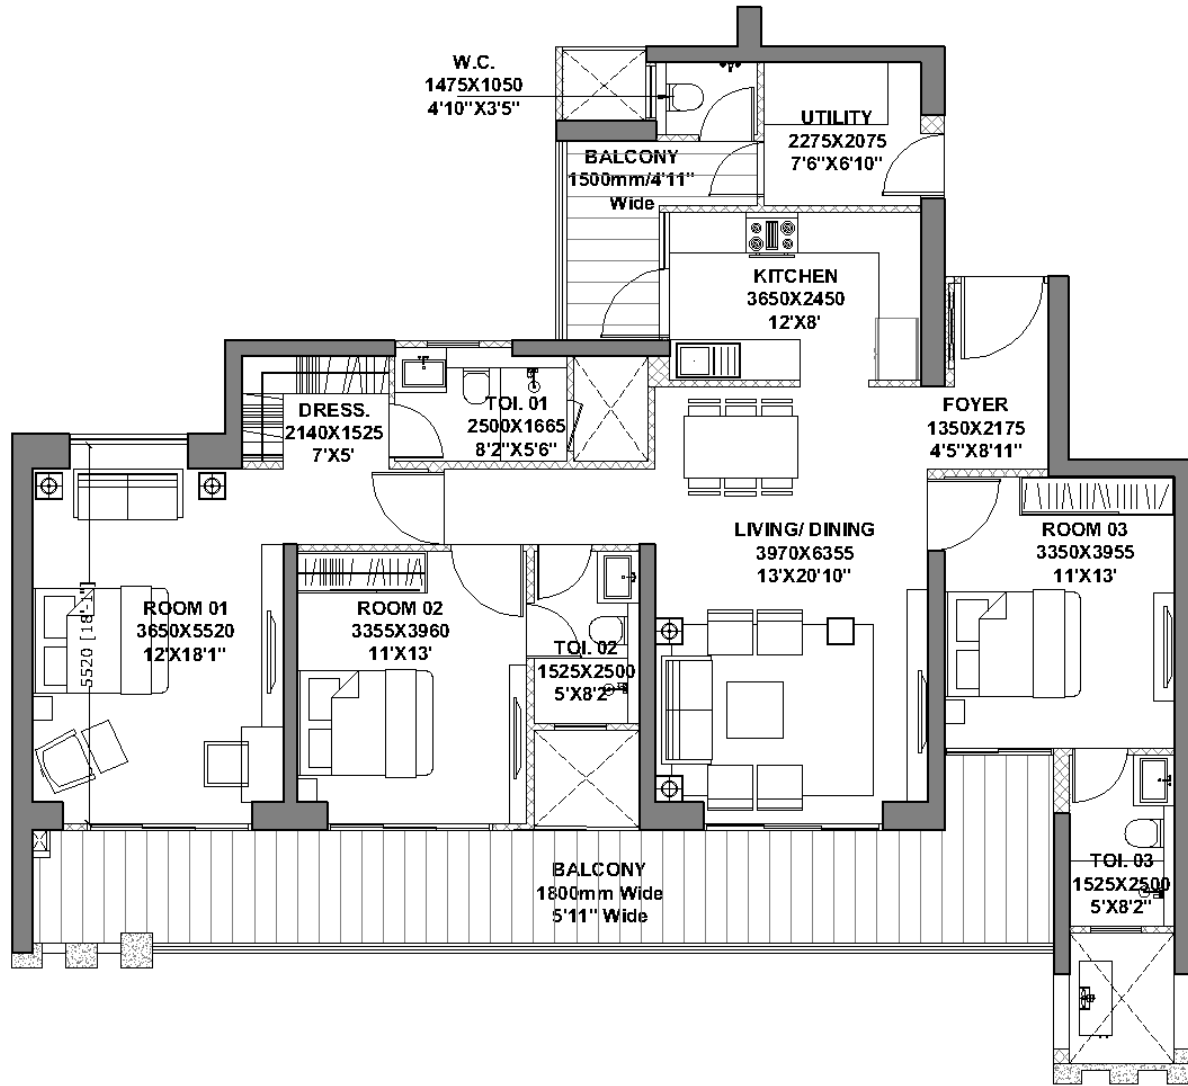 W.C.
1475X1050
4'10"X3'5"
UTILITY
2275X2075
7'6"X6'10"
BALCONY
1500mm/4'11"
Wide
KITCHEN
3650X2450
12'X8'
DRESS.
2140X1525
7'X5'
TOI. 01
2500X1665
8'2"X5'6"
FOYER
1350X2175
4'5"X8'11"
LIVING/ DINING
3970X6355
13'X20'10"
ROOM 03
3350X3955
11'X13'
ROOM 01
3650X5520
12'X18'1"
5520 [18'-1"]
ROOM 02
3355X3960
11'X13'
TOI. 02
1525X2500
5'X8'2"
BALCONY
1800mm Wide
5'11" Wide
TOI. 03
1525X2500
5'X8'2"